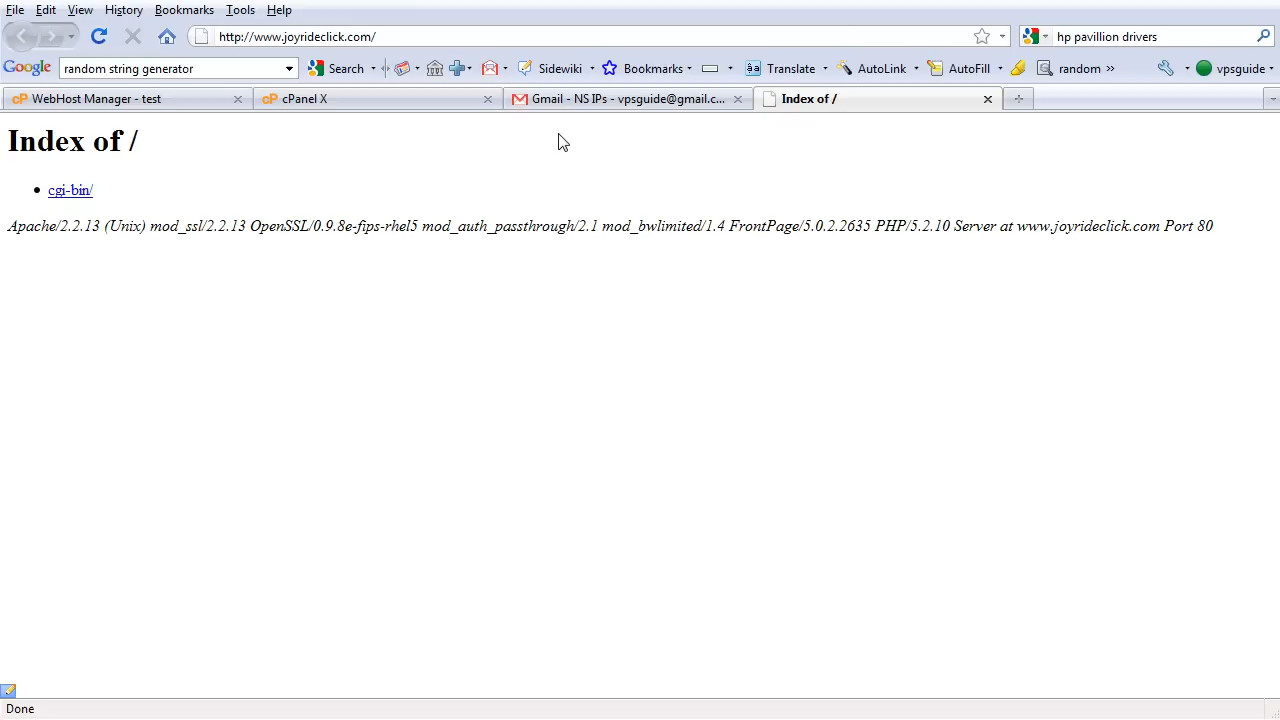 File Edit View History Bookmarks Tools Help
http://www.joyrideclick.com/ hp pavillion drivers
Google random string generator Search Sidewiki Bookmarks Translate AutoLink AutoFill random » vpsguide
cP WebHost Manager - test cP cPanel X Gmail - NS IPs - vpsguide@gmail.c... Index of /
Index of /
cgi-bin/
Apache/2.2.13 (Unix) mod_ssl/2.2.13 OpenSSL/0.9.8e-fips-rhel5 mod_auth_passthrough/2.1 mod_bwlimited/1.4 FrontPage/5.0.2.2635 PHP/5.2.10 Server at www.joyrideclick.com Port 80
Done